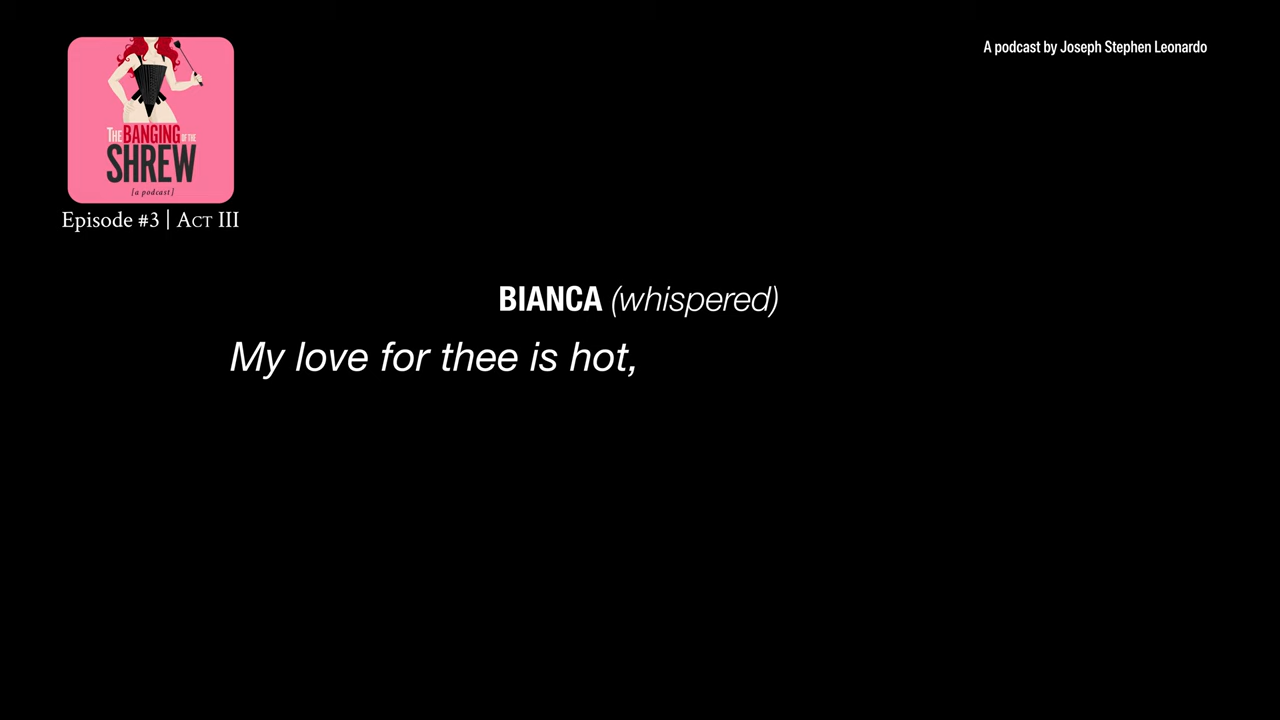 A podcast by Joseph Stephen Leonardo
THE BANGING OF THE
SHREW
[a podcast]
Episode #3 | ACT III
BIANCA (whispered)
My love for thee is hot,